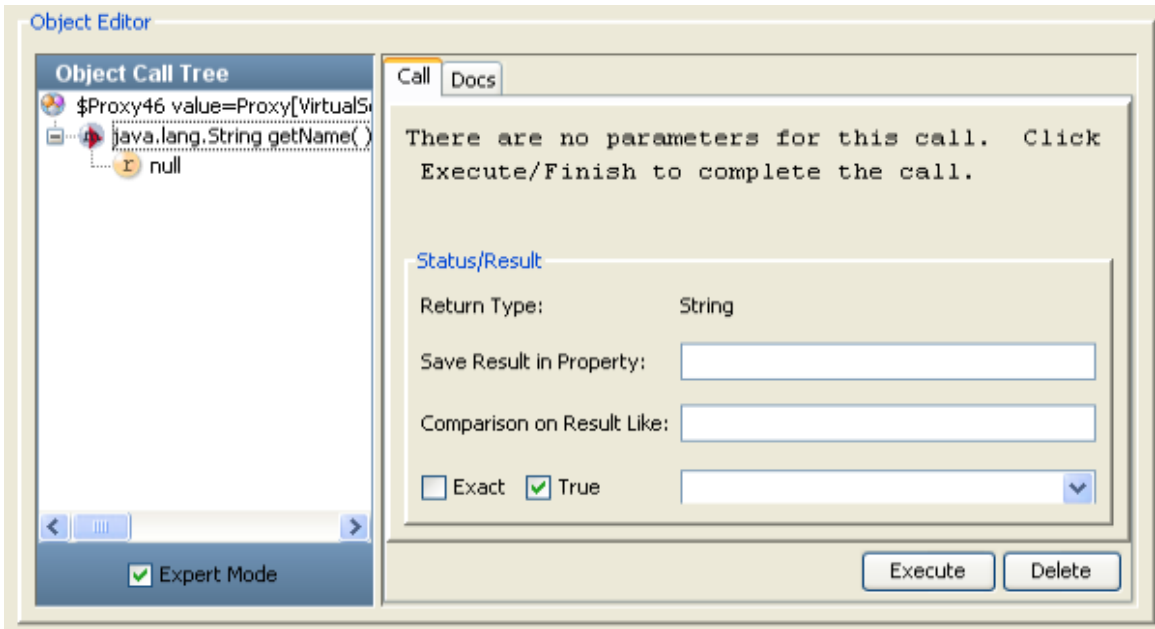 Object Editor
Object Call Tree
$Proxy46 value=Proxy[VirtualS
java.lang.String getName( )
r null
Call Docs
There are no parameters for this call. Click
Execute/Finish to complete the call.
Status/Result
Return Type: String
Save Result in Property:
Comparison on Result Like:
Exact True
Expert Mode
Execute Delete